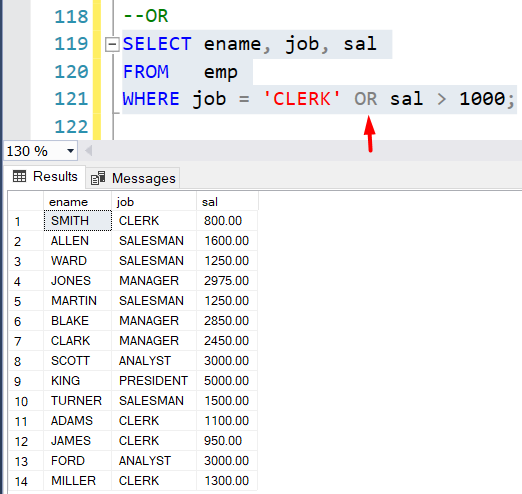 118 --OR
119 SELECT ename, job, sal
120 FROM   emp
121 WHERE job = 'CLERK' OR sal > 1000;
122
130 %
Results Messages
ename job sal
1 SMITH CLERK 800.00
2 ALLEN SALESMAN 1600.00
3 WARD SALESMAN 1250.00
4 JONES MANAGER 2975.00
5 MARTIN SALESMAN 1250.00
6 BLAKE MANAGER 2850.00
7 CLARK MANAGER 2450.00
8 SCOTT ANALYST 3000.00
9 KING PRESIDENT 5000.00
10 TURNER SALESMAN 1500.00
11 ADAMS CLERK 1100.00
12 JAMES CLERK 950.00
13 FORD ANALYST 3000.00
14 MILLER CLERK 1300.00